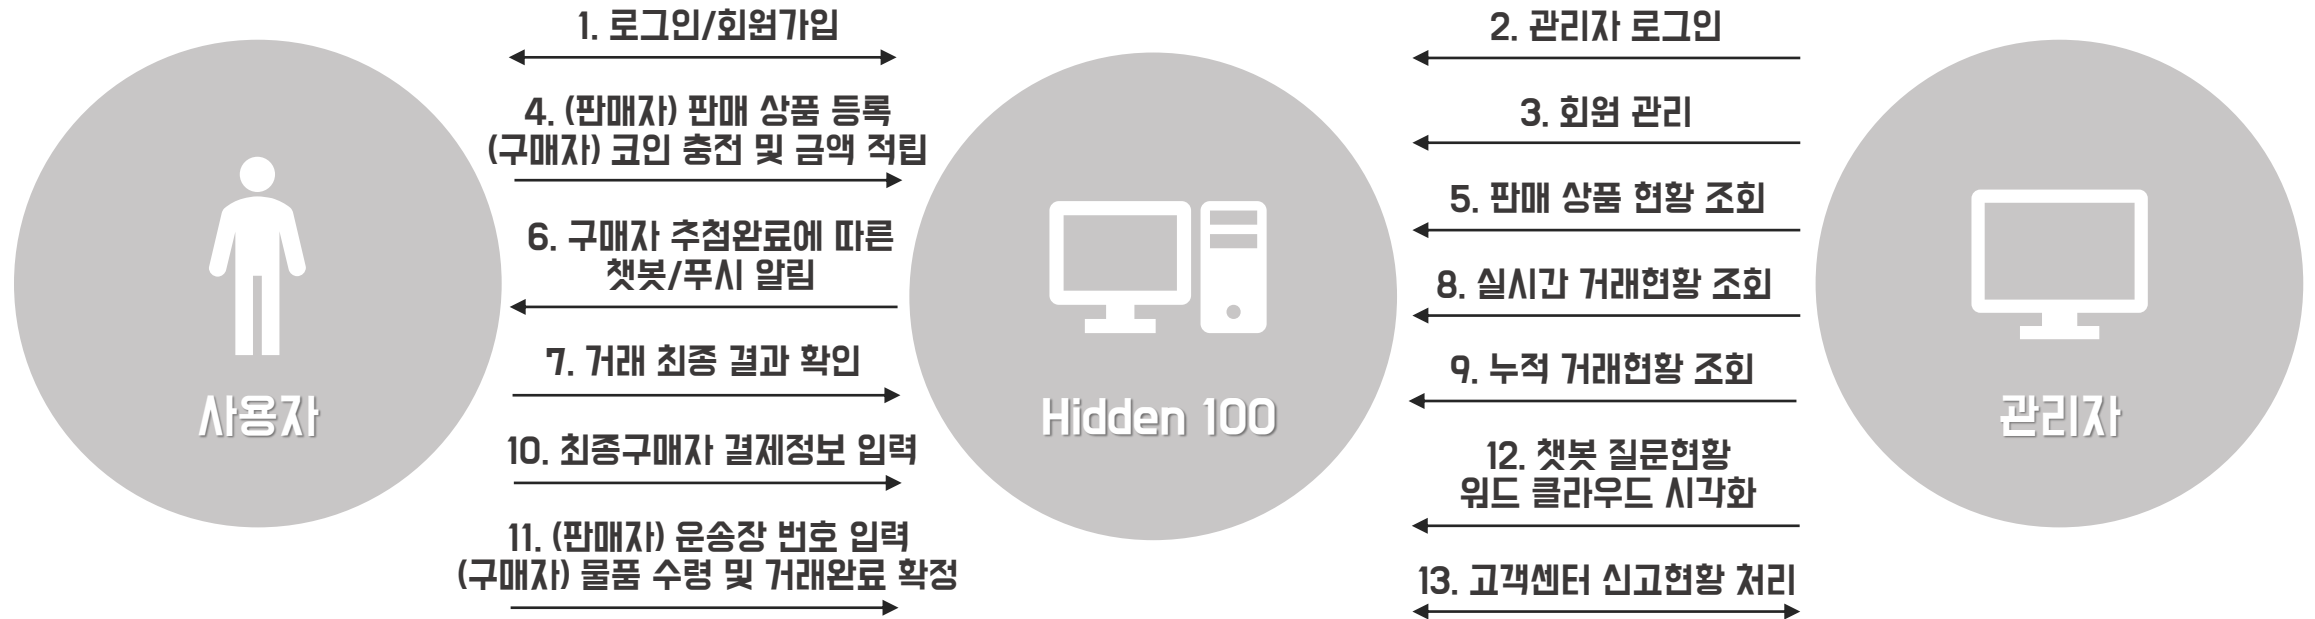 1. 로그인/회원가입
4. (판매자) 판매 상품 등록
(구매자) 코인 충전 및 금액 적립
6. 구매자 추첨완료에 따른
챗봇/푸시 알림
7. 거래 최종 결과 확인
10. 최종구매자 결제정보 입력
11. (판매자) 운송장 번호 입력
(구매자) 물품 수령 및 거래완료 확정
사용자
Hidden 100
2. 관리자 로그인
3. 회원 관리
5. 판매 상품 현황 조회
8. 실시간 거래현황 조회
9. 누적 거래현황 조회
12. 챗봇 질문현황
워드 클라우드 시각화
13. 고객센터 신고현황 처리
관리자